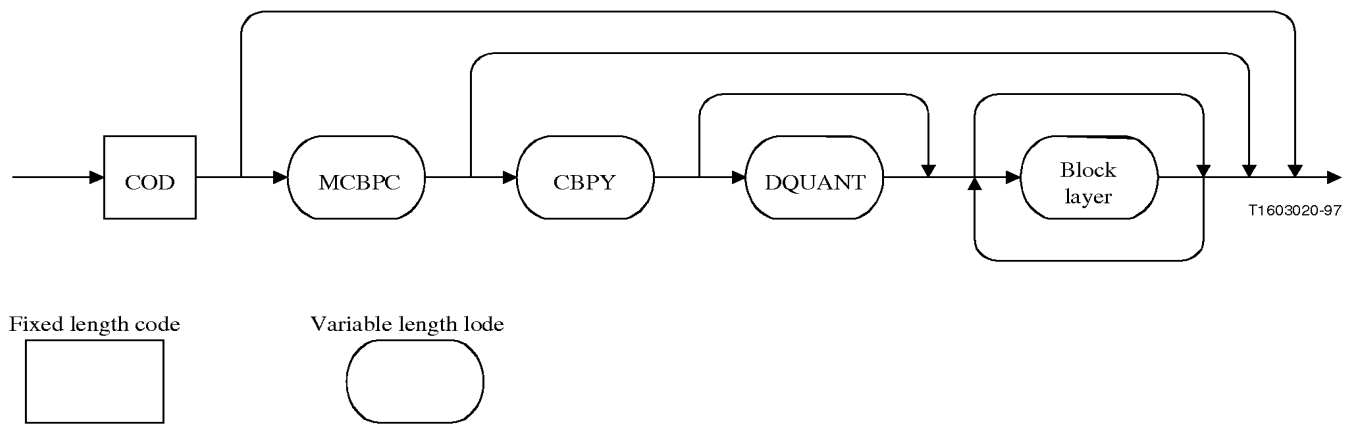 COD
MCBPC
CBPY
DQUANT
Block
layer
T1603020-97
Fixed length code
Variable length lode